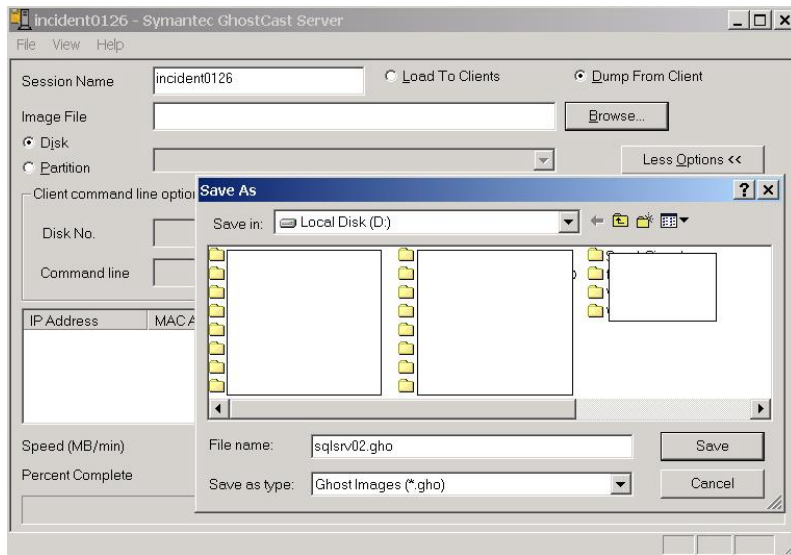 incident0126 - Symantec GhostCast Server
File View Help
Session Name
incident0126
Load To Clients
Dump From Client
Image File
Browse...
Disk
Partition
Less Options <<
Client command line optio
Disk No.
Command line
IP Address
MAC A
Speed (MB/min)
Percent Complete
Save As
Save in:
Local Disk (D:)
File name:
sqlsrv02.gho
Save
Save as type:
Ghost Images (*.gho)
Cancel